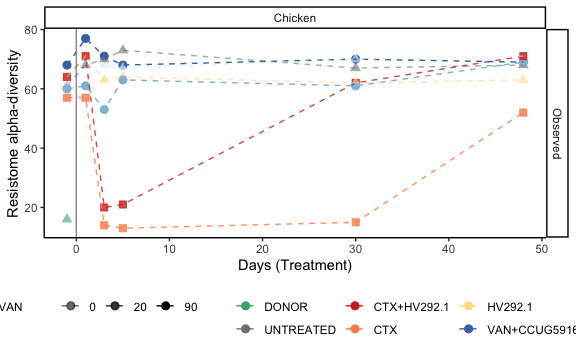 Chicken
Resistome alpha-diversity
80
60
40
20
Observed
0 10 20 30 40 50
Days (Treatment)
VAN 0 20 90 DONOR CTX+HV292.1 HV292.1
UNTREATED CTX VAN+CCUG5916